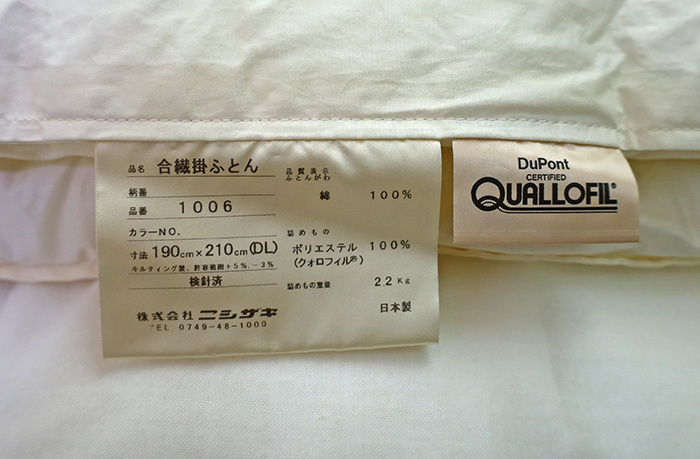 品名 合繊掛ふとん
柄番
品番 1006
カラーNO.
寸法 190cm×210cm(DL)
キルティング製、許容範囲+5%.-3%
検針済
品質表示
ふとんがわ
綿 100%
詰めもの
ポリエステル 100%
(クォロフィル®)
詰めもの重量 2.2Kg
株式会社 ニシザキ
日本製
TEL 0749-48-1000
DuPont
CERTIFIED
QUALLOFIL®